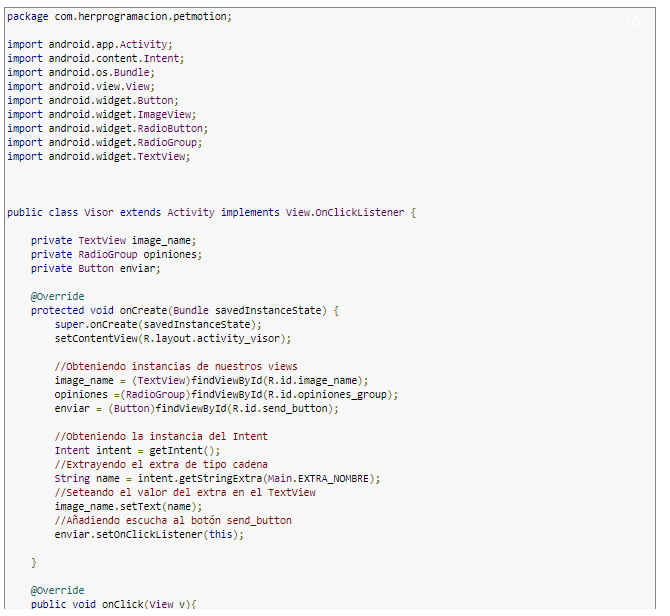 package com.herprogramacion.petmotion;
import android.app.Activity;
import android.content.Intent;
import android.os.Bundle;
import android.view.View;
import android.widget.Button;
import android.widget.ImageView;
import android.widget.RadioButton;
import android.widget.RadioGroup;
import android.widget.TextView;
public class Visor extends Activity implements View.OnClickListener {
private TextView image_name;
private RadioGroup opiniones;
private Button enviar;
@Override
protected void onCreate(Bundle savedInstanceState) {
super.onCreate(savedInstanceState);
setContentView(R.layout.activity_visor);
//Obteniendo instancias de nuestros views
image_name = (TextView)findViewById(R.id.image_name);
opiniones =(RadioGroup)findViewById(R.id.opiniones_group);
enviar = (Button)findViewById(R.id.send_button);
//Obteniendo la instancia del Intent
Intent intent = getIntent();
//Extrayendo el extra de tipo cadena
String name = intent.getStringExtra(Main.EXTRA_NOMBRE);
//Seteando el valor del extra en el TextView
image_name.setText(name);
//Añadiendo escucha al botón send_button
enviar.setOnClickListener(this);
}
@Override
public void onClick(View v){